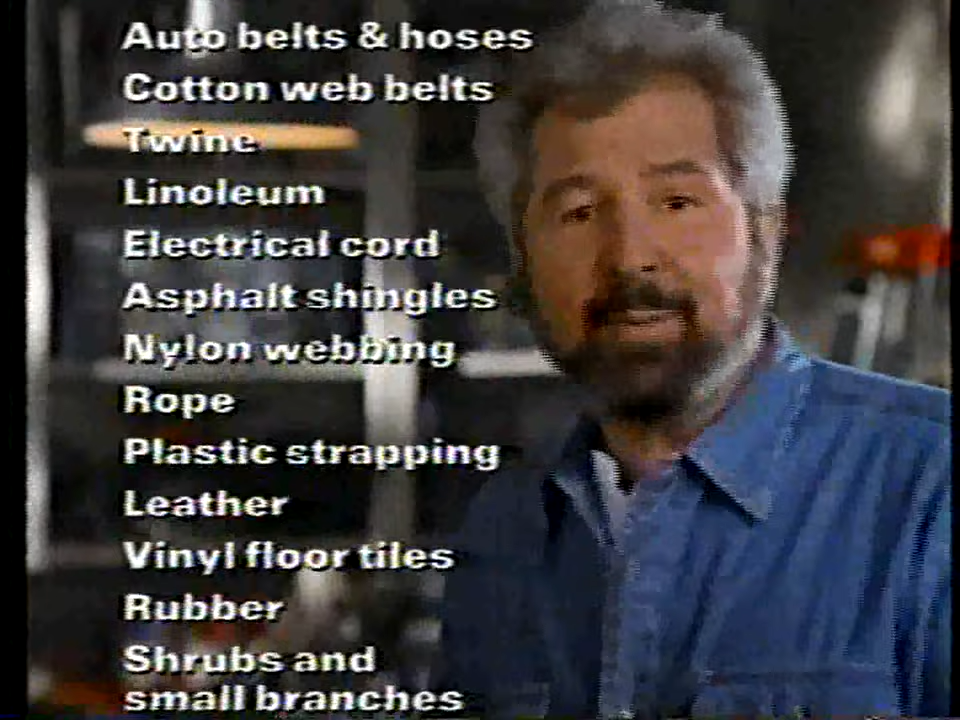 Auto belts & hoses
Cotton web belts
Twine
Linoleum
Electrical cord
Asphalt shingles
Nylon webbing
Rope
Plastic strapping
Leather
Vinyl floor tiles
Rubber
Shrubs and
small branches